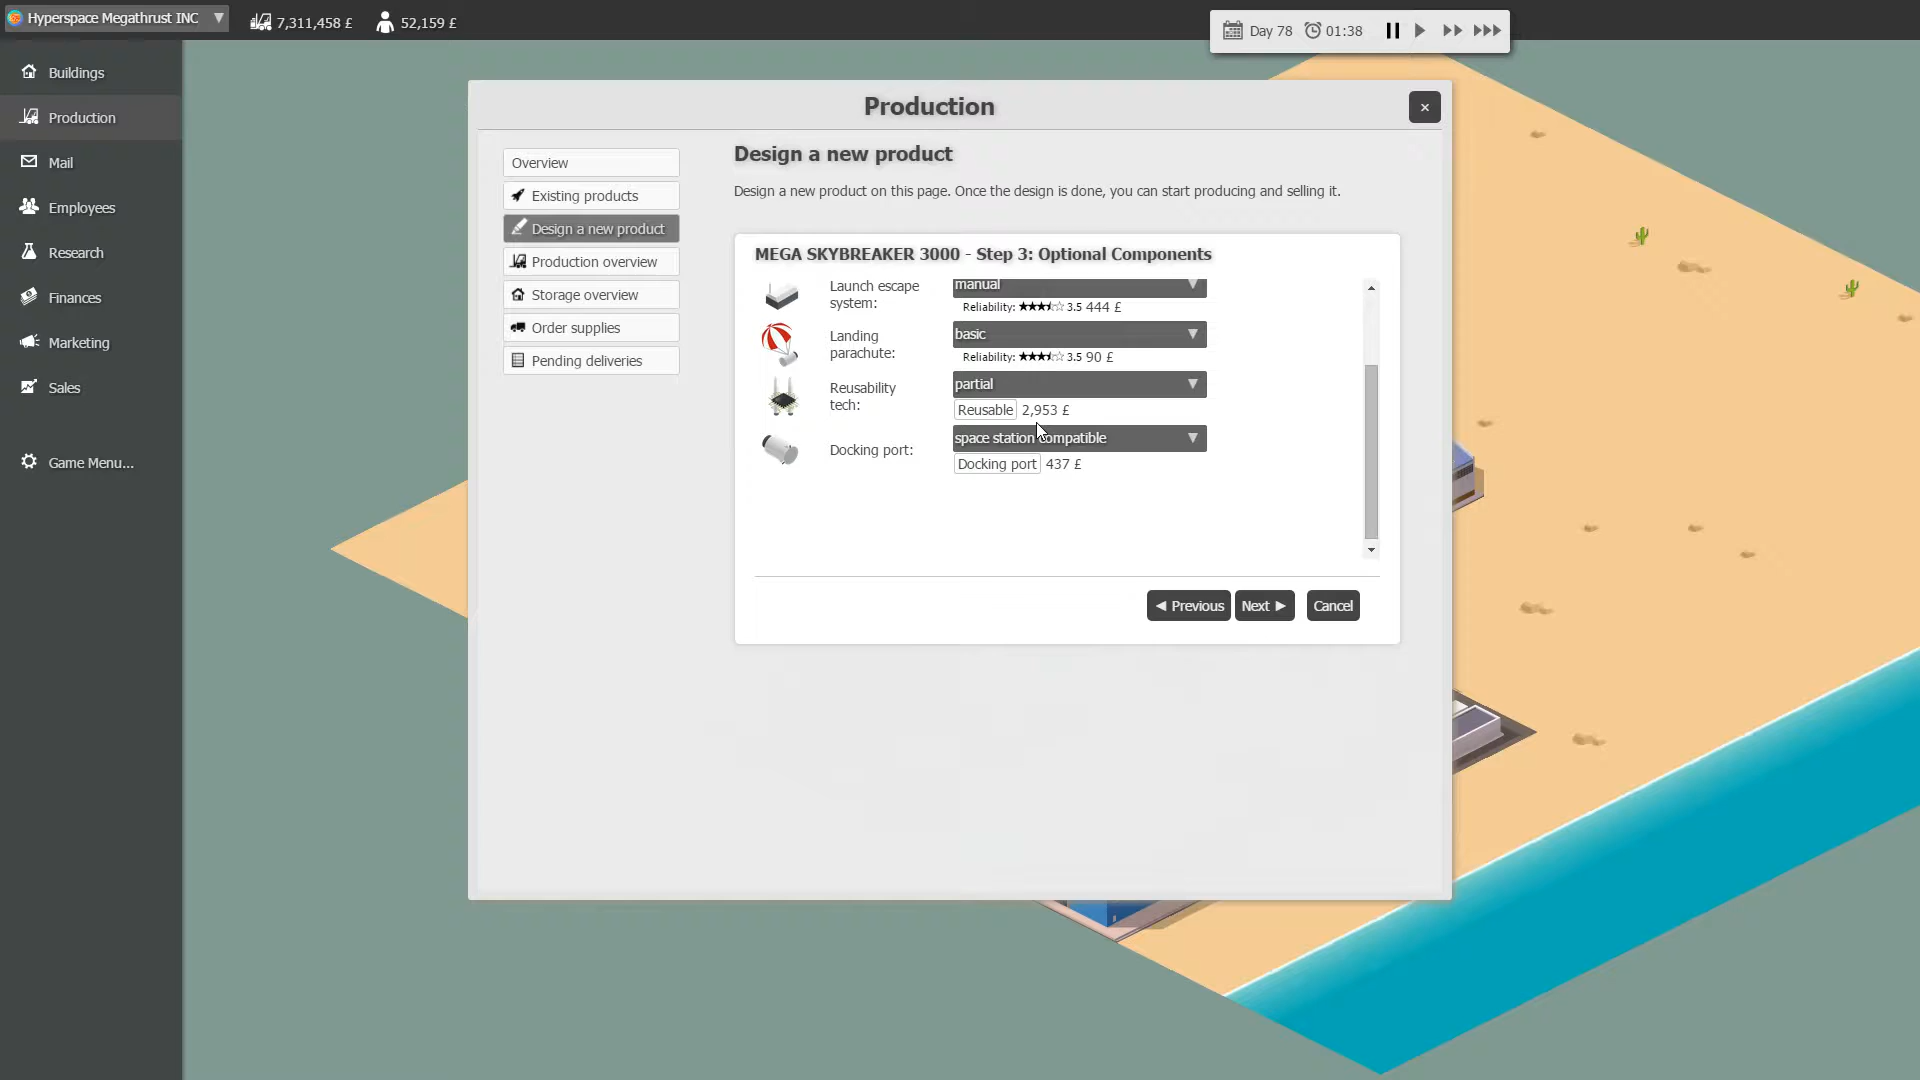 Hyperspace Megathrust INC
7,311,458 £
52,159 £
Day 78
01:38
Buildings
Production
Mail
Employees
Research
Finances
Marketing
Sales
Game Menu...
Production
×
Overview
Existing products
Design a new product
Production overview
Storage overview
Order supplies
Pending deliveries
Design a new product
Design a new product on this page. Once the design is done, you can start producing and selling it.
MEGA SKYBREAKER 3000 - Step 3: Optional Components
Launch escape
system:
manual
Reliability: 3.5 444 £
Landing
parachute:
basic
Reliability: 3.5 90 £
Reusability
tech:
partial
Reusable 2,953 £
Docking port:
space station compatible
Docking port 437 £
Previous
Next
Cancel